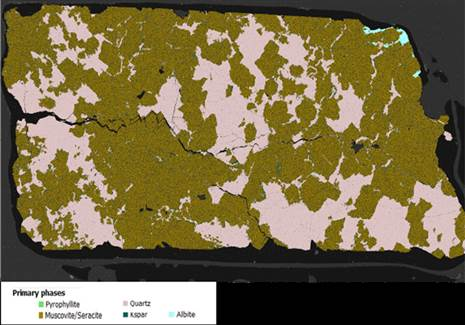 Primary phases
Pyrophyllite Quartz
Muscovite/Seracite Kspar Albite